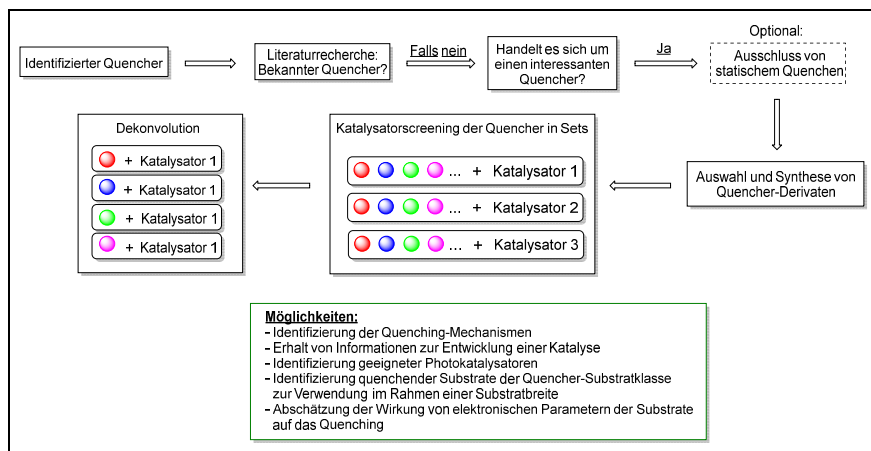 Identifizierter Quencher
Literaturrecherche:
Bekannter Quencher?
Falls nein
Handelt es sich um
einen interessanten
Quencher?
Ja
Optional:
Ausschluss von
statischem Quenchen
Auswahl und Synthese von
Quencher-Derivaten
Katalysatorscreening der Quencher in Sets
... + Katalysator 1
... + Katalysator 2
... + Katalysator 3
Dekonvolution
+ Katalysator 1
+ Katalysator 1
+ Katalysator 1
+ Katalysator 1
Möglichkeiten:
- Identifizierung der Quenching-Mechanismen
- Erhalt von Informationen zur Entwicklung einer Katalyse
- Identifizierung geeigneter Photokatalysatoren
- Identifizierung quenchender Substrate der Quencher-Substratklasse
zur Verwendung im Rahmen einer Substratbreite
- Abschätzung der Wirkung von elektronischen Parametern der Substrate
auf das Quenching